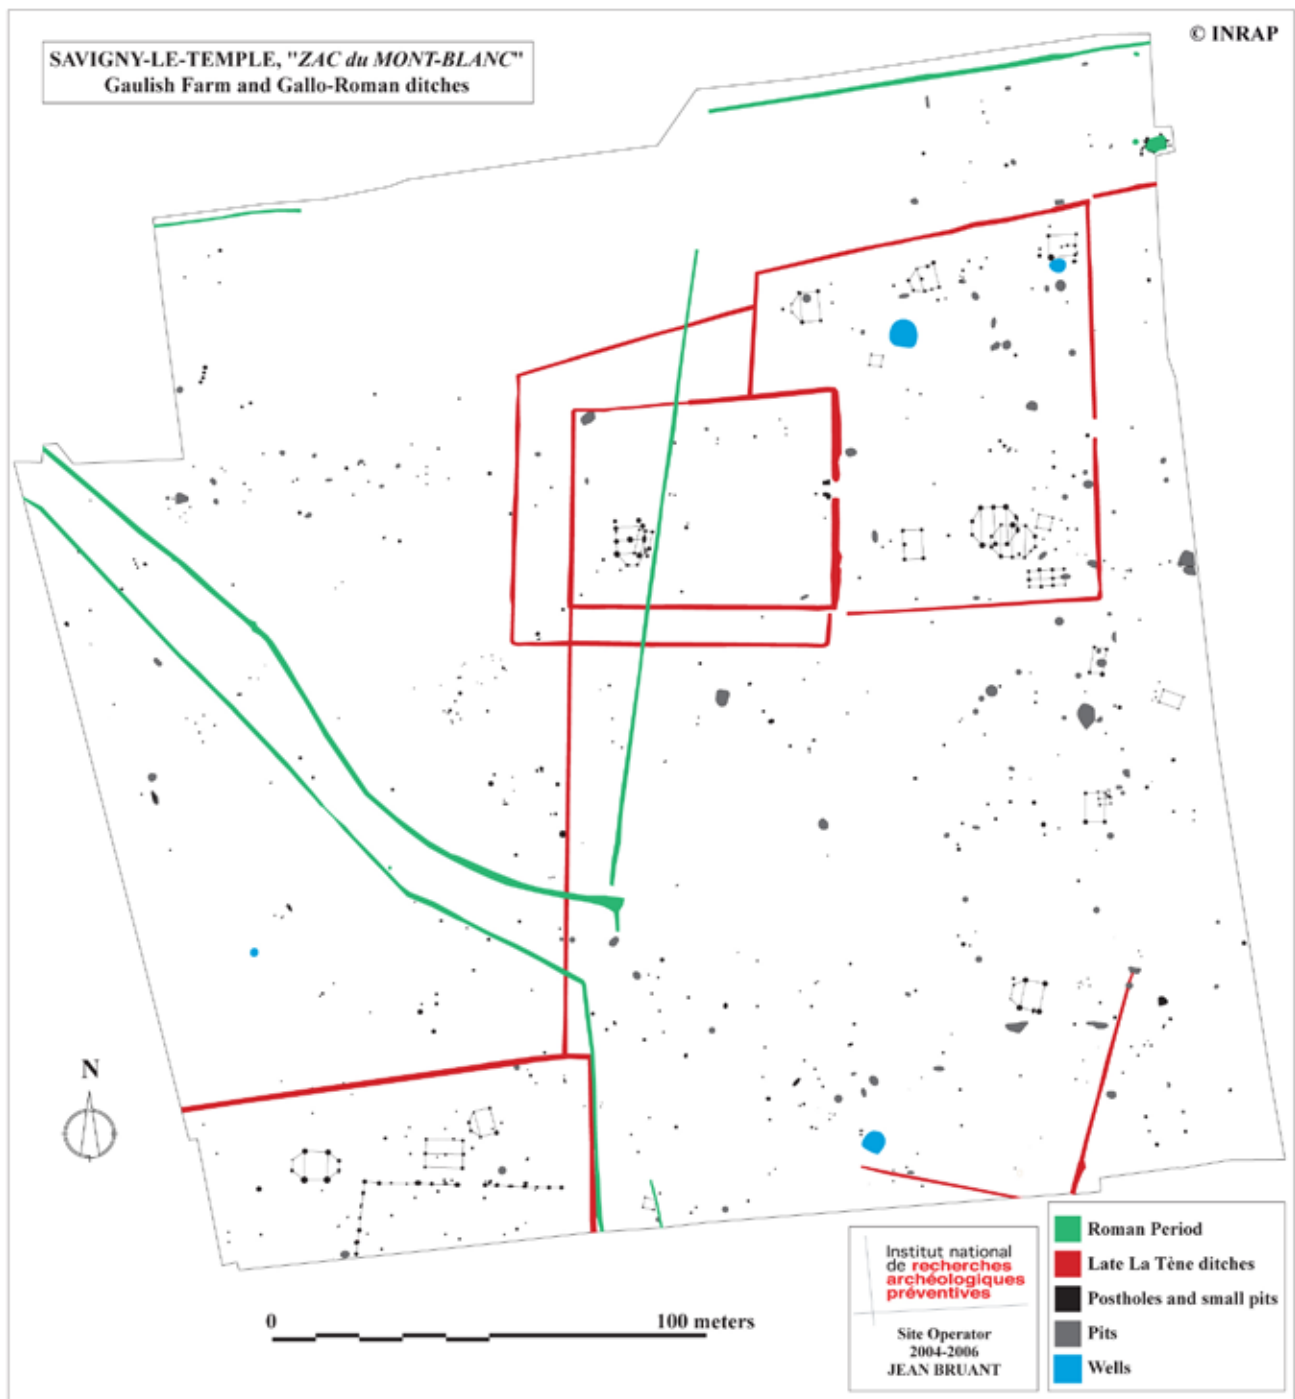 © INRAP
SAVIGNY-LE-TEMPLE, "ZAC du MONT-BLANC"
Gaulish Farm and Gallo-Roman ditches
N
0 100 meters
Institut national
de recherches
archéologiques
préventives
Site Operator
2004-2006
JEAN BRUANT
Roman Period
Late La Tène ditches
Postholes and small pits
Pits
Wells